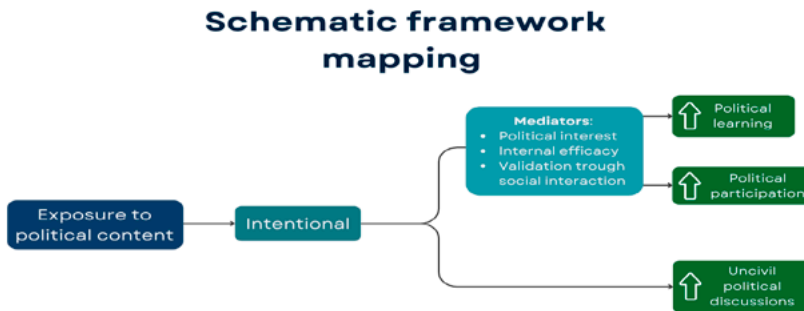 Schematic framework
mapping
Exposure to
political content
Intentional
Mediators:
• Political interest
• Internal efficacy
• Validation trough
social interaction
Political
learning
Political
participation
Uncivil
political
discussions